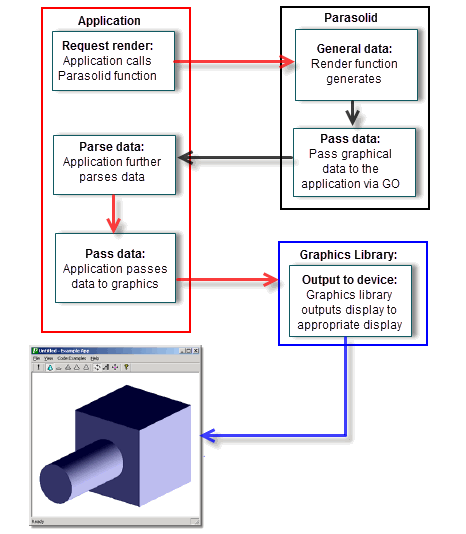 Application
Request render:
Application calls
Parasolid function
Parasolid
General data:
Render function
generates
Pass data:
Pass graphical
data to the
application via GO
Parse data:
Application further
parses data
Pass data:
Application passes
data to graphics
Graphics Library:
Output to device:
Graphics library
outputs display to
appropriate display
Untitled - Example App
File View Code Examples Help
Ready